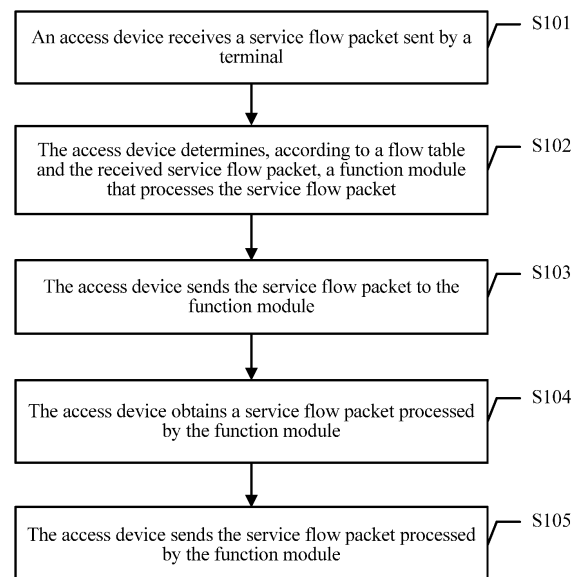 S101
An access device receives a service flow packet sent by a
terminal
S102
The access device determines, according to a flow table
and the received service flow packet, a function module
that processes the service flow packet
S103
The access device sends the service flow packet to the
function module
S104
The access device obtains a service flow packet processed
by the function module
S105
The access device sends the service flow packet processed
by the function module